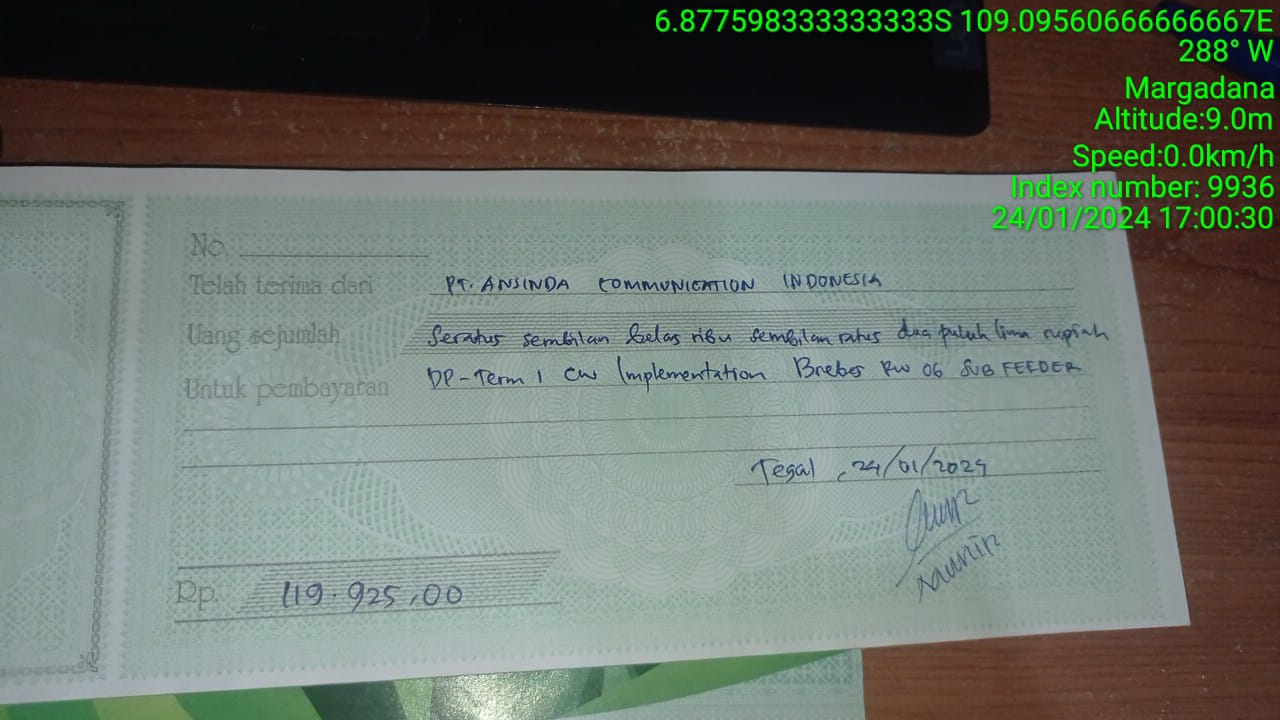 6.877598333333333S 109.09560666666667E
288° W
Margadana
Altitude:9.0m
Speed:0.0km/h
Index number: 9936
24/01/2024 17:00:30
No.
Telah terima dari PT. ANSINDA COMMUNICATION INDONESIA
Uang sejumlah Seratus sembilan belas ribu sembilan ratus dua puluh lima rupiah
Untuk pembayaran DP-Term 1 CW Implementation Brebes RW 06 SUB FEEDER
Tegal, 24/01/2024
Rp. 119.925,00